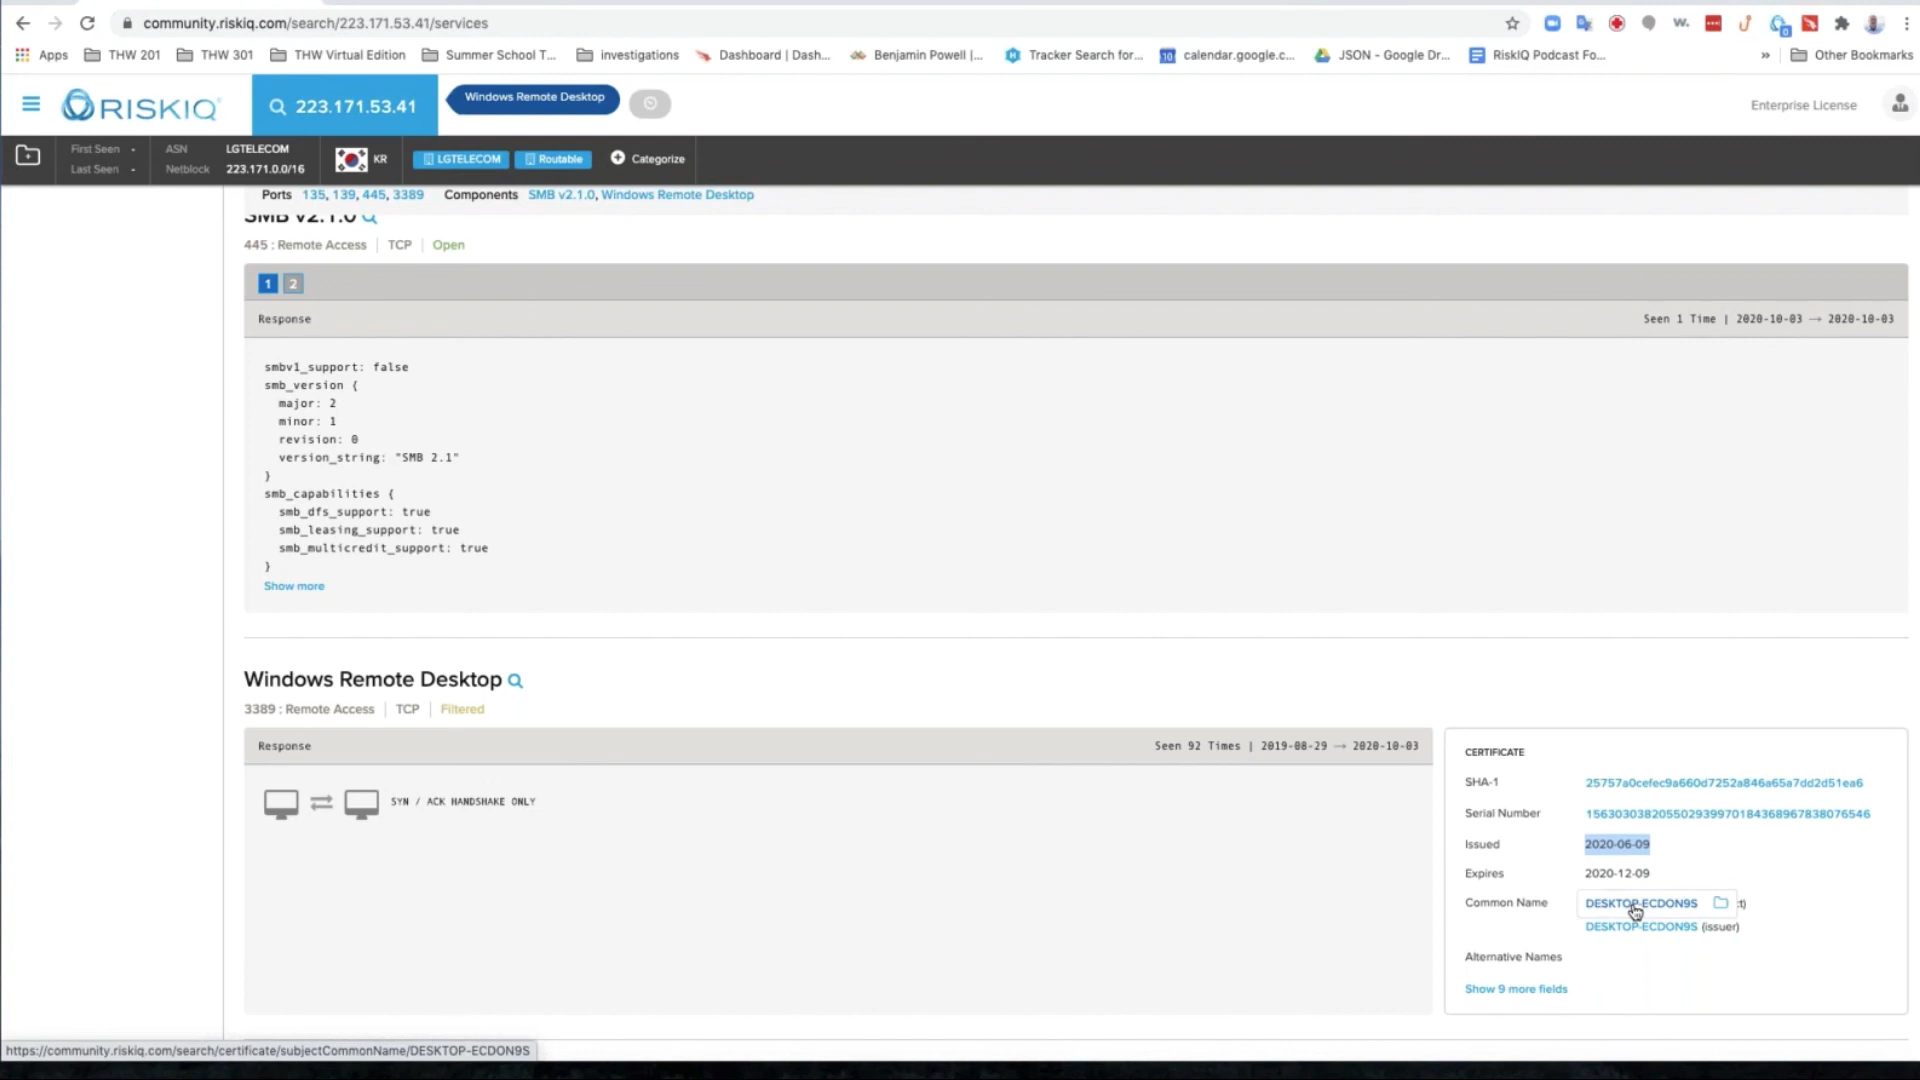 community.riskiq.com/search/223.171.53.41/services
Apps THW 201 THW 301 THW Virtual Edition Summer School T... investigations Dashboard | Dash... Benjamin Powell |... Tracker Search for... calendar.google.c... JSON - Google Dr... RiskIQ Podcast Fo... » Other Bookmarks
RISKIQ 223.171.53.41 Windows Remote Desktop Enterprise License
First Seen - ASN LGTELECOM
Last Seen - Netblock 223.171.0.0/16
KR LGTELECOM Routable Categorize
Ports 135, 139, 445, 3389 Components SMB v2.1.0, Windows Remote Desktop
SMB v2.1.0
445 : Remote Access | TCP | Open
1 2
Response Seen 1 Time | 2020-10-03 → 2020-10-03
smbv1_support: false
smb_version {
major: 2
minor: 1
revision: 0
version_string: "SMB 2.1"
}
smb_capabilities {
smb_dfs_support: true
smb_leasing_support: true
smb_multicredit_support: true
}
Show more
Windows Remote Desktop
3389 : Remote Access | TCP | Filtered
Response Seen 92 Times | 2019-08-29 → 2020-10-03
SYN / ACK HANDSHAKE ONLY
CERTIFICATE
SHA-1 25757a0cefec9a660d7252a846a65a7dd2d51ea6
Serial Number 156303038205502939970184368967838076546
Issued 2020-06-09
Expires 2020-12-09
Common Name DESKTOP-ECDON9S t)
DESKTOP-ECDON9S (issuer)
Alternative Names
Show 9 more fields
https://community.riskiq.com/search/certificate/subjectCommonName/DESKTOP-ECDON9S